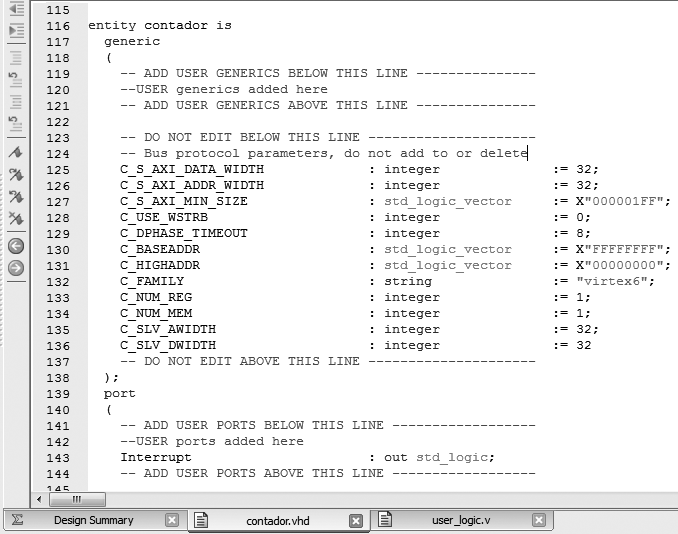 115
116 entity contador is
117 generic
118 (
119 -- ADD USER GENERICS BELOW THIS LINE ---------------
120 --USER generics added here
121 -- ADD USER GENERICS ABOVE THIS LINE ---------------
122
123 -- DO NOT EDIT BELOW THIS LINE ---------------------
124 -- Bus protocol parameters, do not add to or delete
125 C_S_AXI_DATA_WIDTH : integer := 32;
126 C_S_AXI_ADDR_WIDTH : integer := 32;
127 C_S_AXI_MIN_SIZE : std_logic_vector := X"000001FF";
128 C_USE_WSTRB : integer := 0;
129 C_DPHASE_TIMEOUT : integer := 8;
130 C_BASEADDR : std_logic_vector := X"FFFFFFFF";
131 C_HIGHADDR : std_logic_vector := X"00000000";
132 C_FAMILY : string := "virtex6";
133 C_NUM_REG : integer := 1;
134 C_NUM_MEM : integer := 1;
135 C_SLV_AWIDTH : integer := 32;
136 C_SLV_DWIDTH : integer := 32
137 -- DO NOT EDIT ABOVE THIS LINE ---------------------
138 );
139 port
140 (
141 -- ADD USER PORTS BELOW THIS LINE ------------------
142 --USER ports added here
143 Interrupt : out std_logic;
144 -- ADD USER PORTS ABOVE THIS LINE ------------------
145
Design Summary contador.vhd user_logic.v